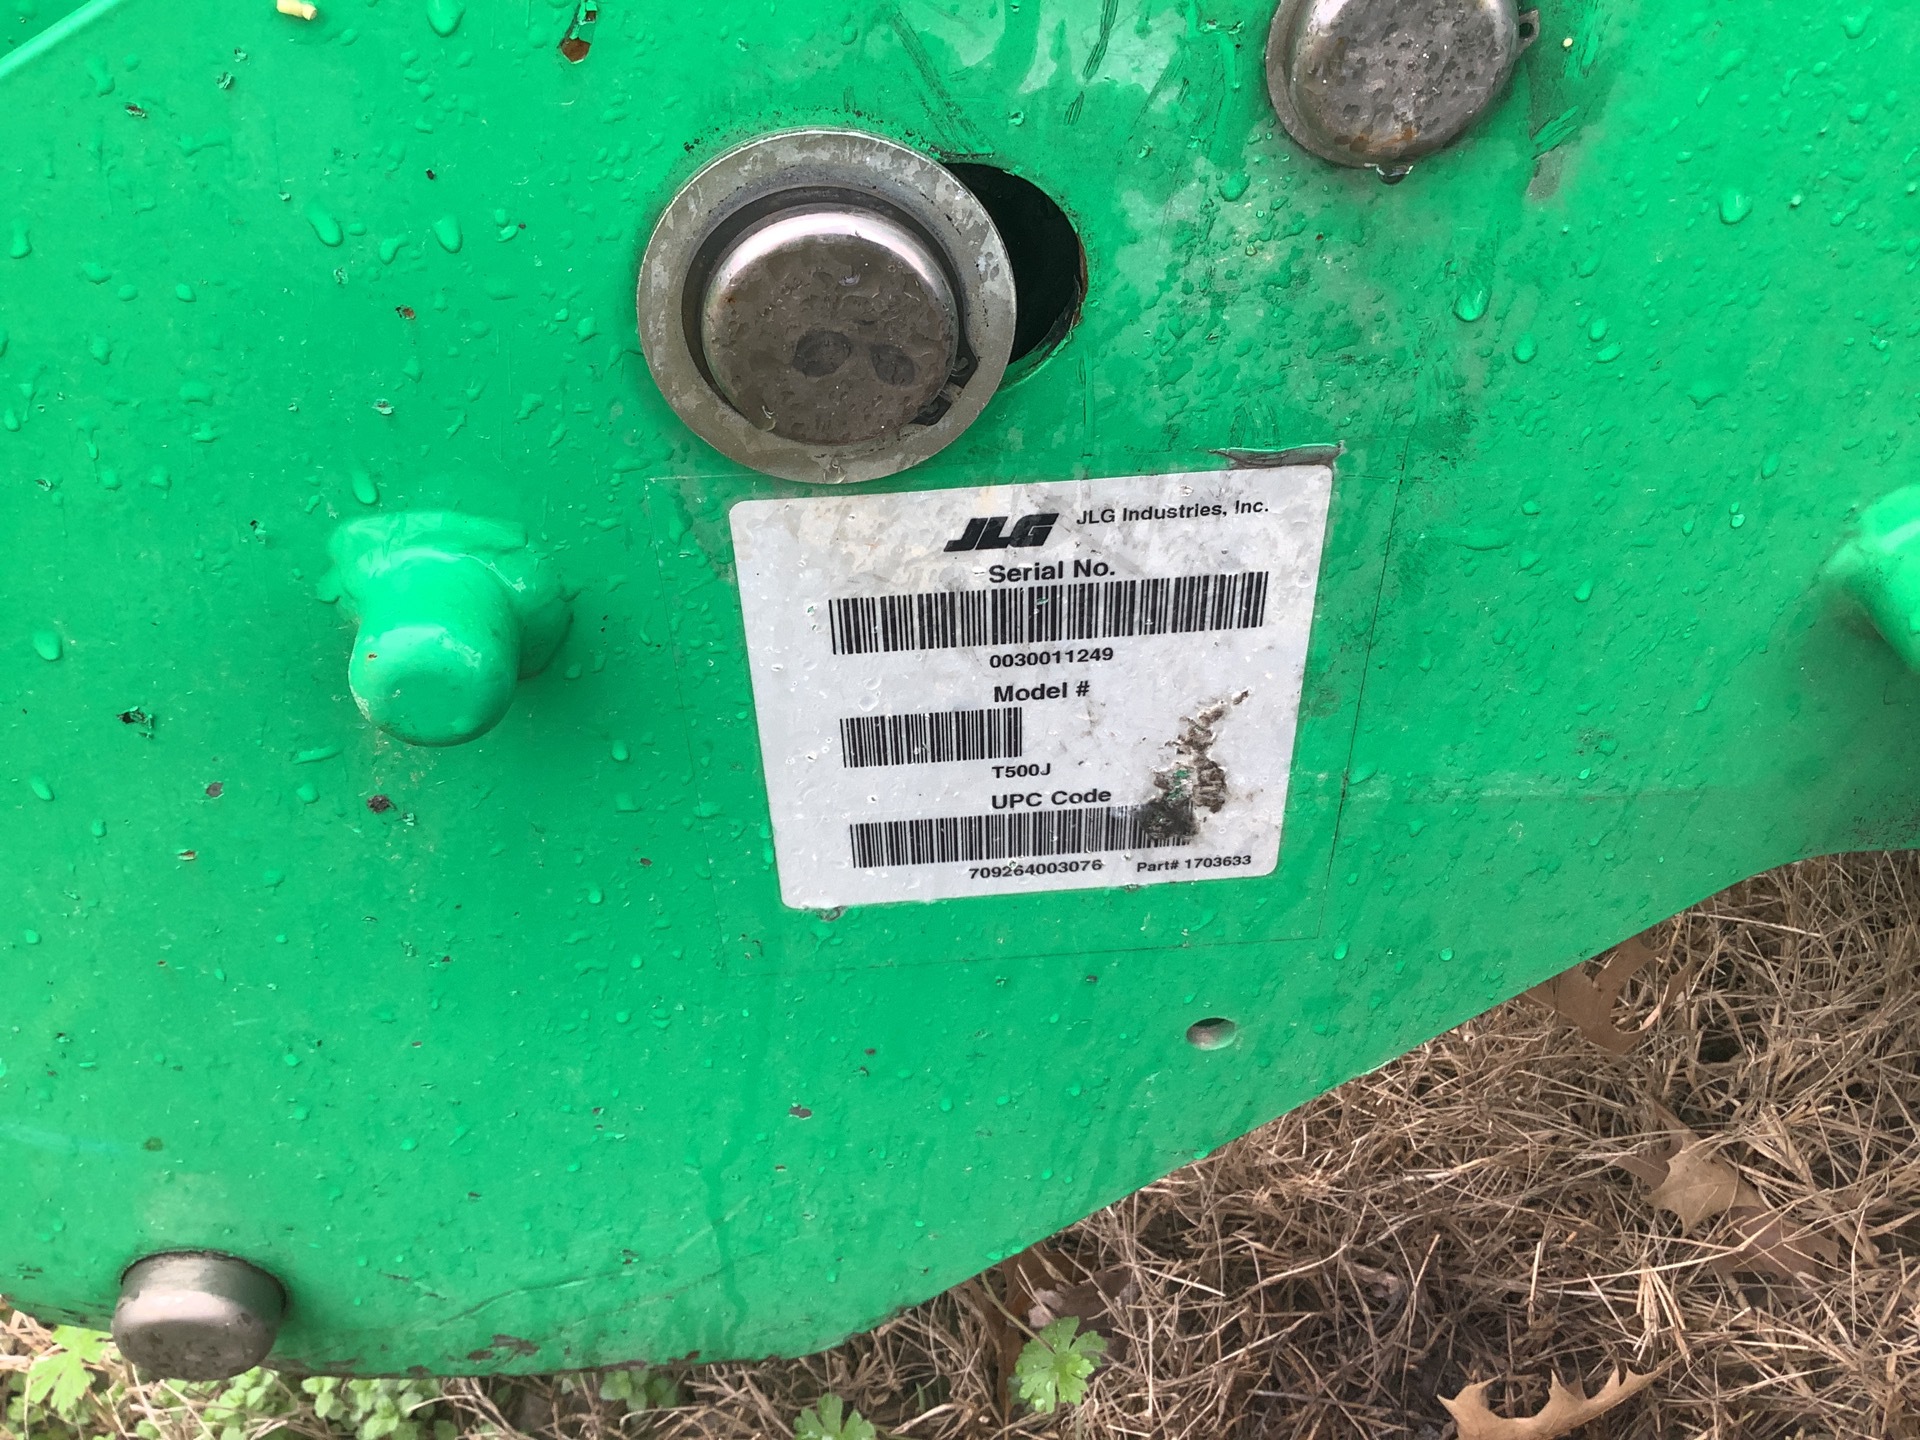 JLG JLG Industries, Inc.
Serial No.
0030011249
Model #
T500J
UPC Code
709264003076 Part# 1703633